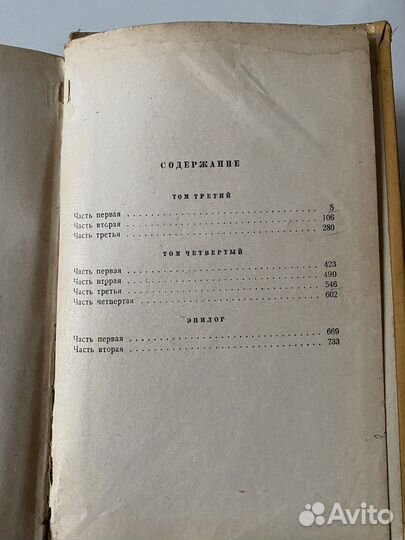 СОДЕРЖАНИЕ
ТОМ ТРЕТИЙ
Часть первая . . . . . . . . . . . . . . . . . . . . . . 5
Часть вторая . . . . . . . . . . . . . . . . . . . . . . 106
Часть третья . . . . . . . . . . . . . . . . . . . . . . 280
ТОМ ЧЕТВЕРТЫЙ
Часть первая . . . . . . . . . . . . . . . . . . . . . . 423
Часть вторая . . . . . . . . . . . . . . . . . . . . . . 490
Часть третья . . . . . . . . . . . . . . . . . . . . . . 546
Часть четвертая . . . . . . . . . . . . . . . . . . . . 602
ЭПИЛОГ
Часть первая . . . . . . . . . . . . . . . . . . . . . . 669
Часть вторая . . . . . . . . . . . . . . . . . . . . . . 733
Avito